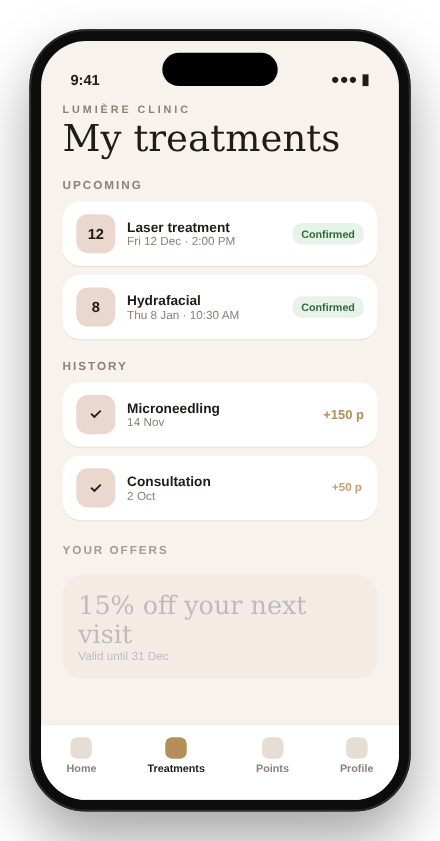 9:41
LUMIÈRE CLINIC
My treatments
UPCOMING
12
Laser treatment
Fri 12 Dec · 2:00 PM
Confirmed
8
Hydrafacial
Thu 8 Jan · 10:30 AM
Confirmed
HISTORY
Microneedling
14 Nov
+150 p
Consultation
2 Oct
+50 p
YOUR OFFERS
15% off your next
visit
Valid until 31 Dec
Home
Treatments
Points
Profile